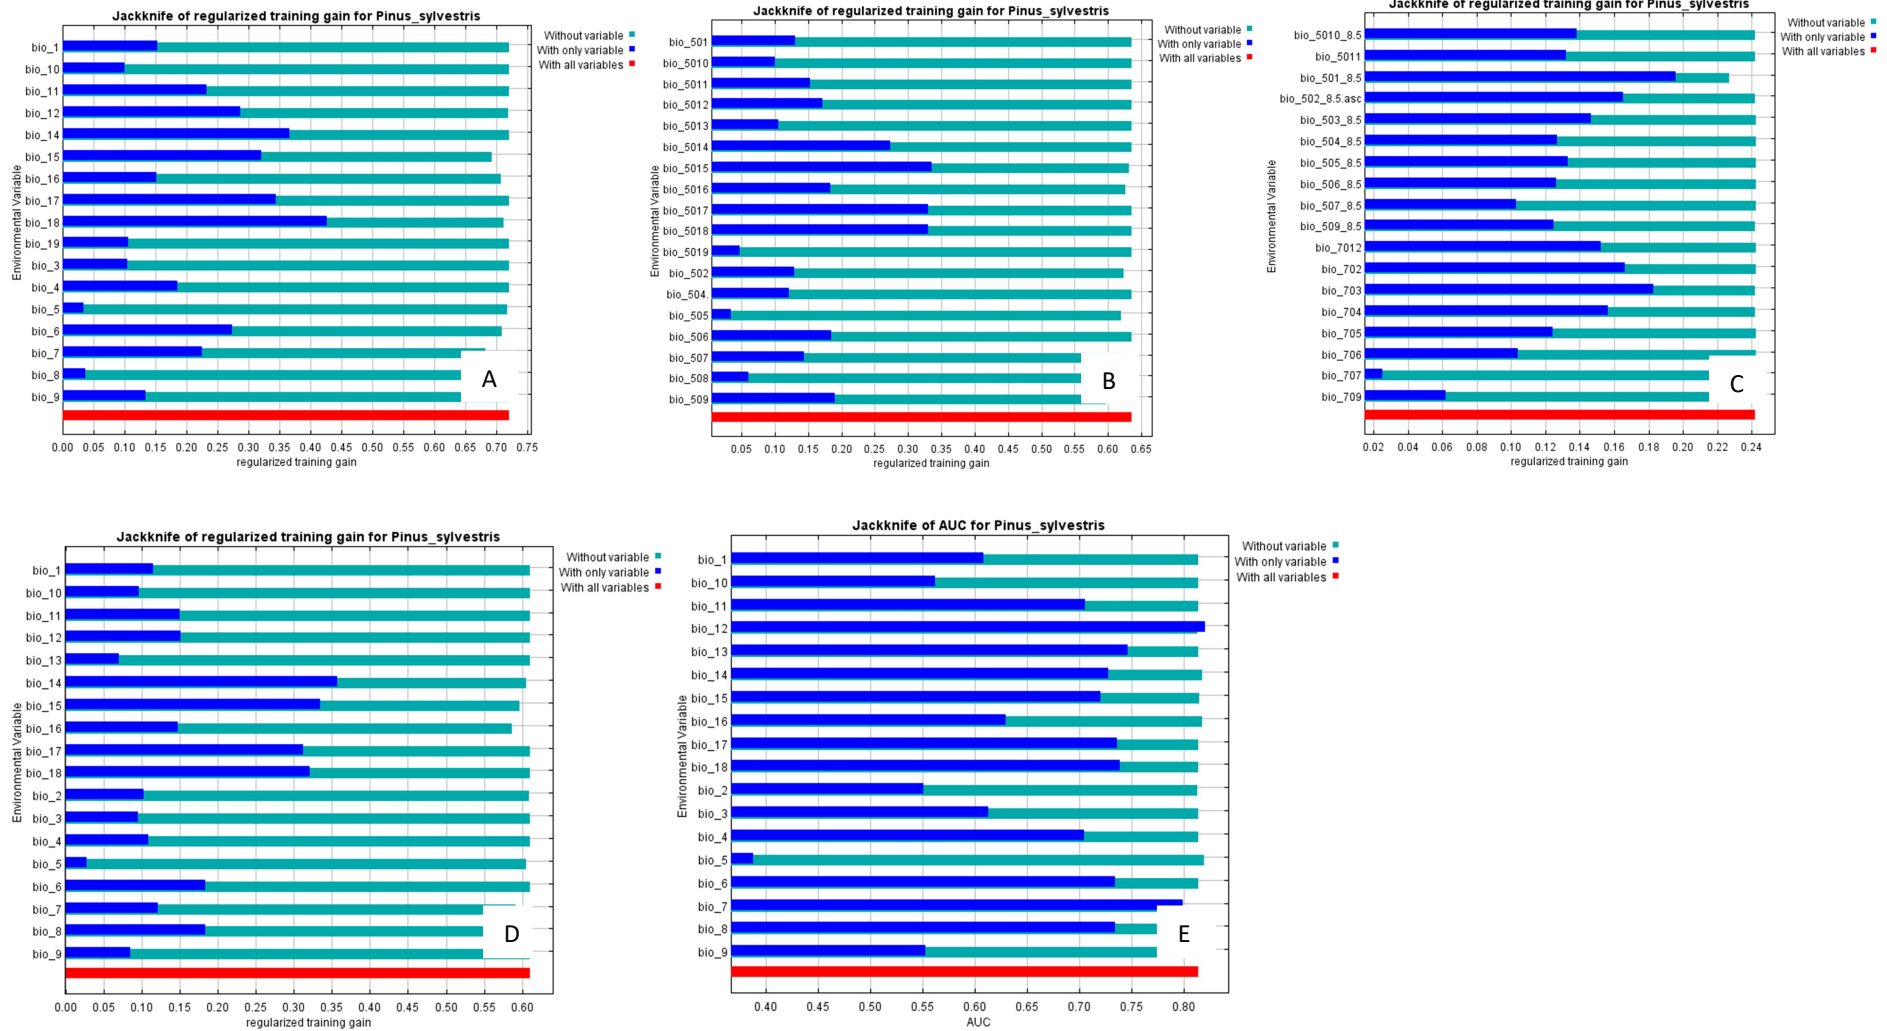 Jackknife of regularized training gain for Pinus_sylvestris
Without variable
With only variable
With all variables
Environmental Variable
bio_1
bio_10
bio_11
bio_12
bio_14
bio_15
bio_16
bio_17
bio_18
bio_19
bio_3
bio_4
bio_5
bio_6
bio_7
bio_8
bio_9
A
0.00 0.05 0.10 0.15 0.20 0.25 0.30 0.35 0.40 0.45 0.50 0.55 0.60 0.65 0.70 0.75
regularized training gain
Jackknife of regularized training gain for Pinus_sylvestris
Without variable
With only variable
With all variables
Environmental Variable
bio_501
bio_5010
bio_5011
bio_5012
bio_5013
bio_5014
bio_5015
bio_5016
bio_5017
bio_5018
bio_5019
bio_502
bio_504.
bio_505
bio_506
bio_507
bio_508
bio_509
B
0.05 0.10 0.15 0.20 0.25 0.30 0.35 0.40 0.45 0.50 0.55 0.60 0.65
regularized training gain
Jackknife of regularized training gain for Pinus_sylvestris
Without variable
With only variable
With all variables
Environmental Variable
bio_5010_8.5
bio_5011
bio_501_8.5
bio_502_8.5.asc
bio_503_8.5
bio_504_8.5
bio_505_8.5
bio_506_8.5
bio_507_8.5
bio_509_8.5
bio_7012
bio_702
bio_703
bio_704
bio_705
bio_706
bio_707
bio_709
C
0.02 0.04 0.06 0.08 0.10 0.12 0.14 0.16 0.18 0.20 0.22 0.24
regularized training gain
Jackknife of regularized training gain for Pinus_sylvestris
Without variable
With only variable
With all variables
Environmental Variable
bio_1
bio_10
bio_11
bio_12
bio_13
bio_14
bio_15
bio_16
bio_17
bio_18
bio_2
bio_3
bio_4
bio_5
bio_6
bio_7
bio_8
bio_9
D
0.00 0.05 0.10 0.15 0.20 0.25 0.30 0.35 0.40 0.45 0.50 0.55 0.60
regularized training gain
Jackknife of AUC for Pinus_sylvestris
Without variable
With only variable
With all variables
Environmental Variable
bio_1
bio_10
bio_11
bio_12
bio_13
bio_14
bio_15
bio_16
bio_17
bio_18
bio_2
bio_3
bio_4
bio_5
bio_6
bio_7
bio_8
bio_9
E
0.40 0.45 0.50 0.55 0.60 0.65 0.70 0.75 0.80
AUC